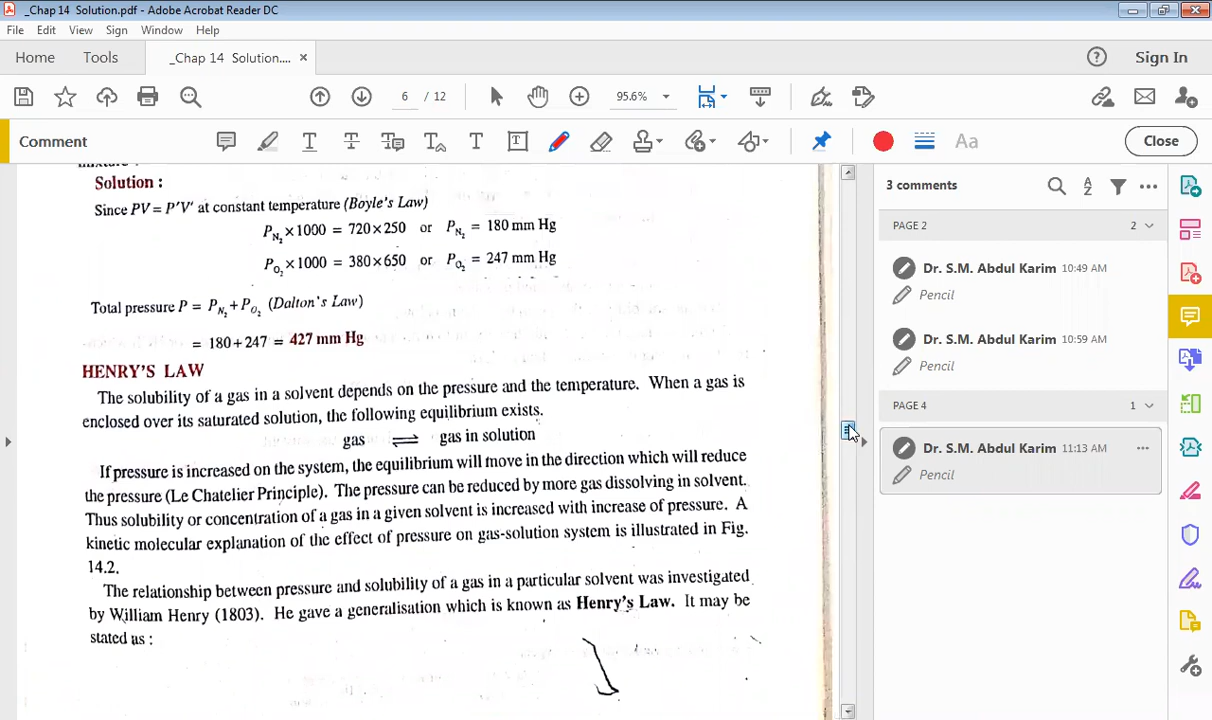 _Chap 14 Solution.pdf - Adobe Acrobat Reader DC
File Edit View Sign Window Help
Home Tools _Chap 14 Solution.... × Sign In
6 / 12 95.6%
Comment Aa Close
mixture :
Solution :
Since PV = P'V' at constant temperature (Boyle's Law)
P_N₂ × 1000 = 720 × 250 or P_N₂ = 180 mm Hg
P_O₂ × 1000 = 380 × 650 or P_O₂ = 247 mm Hg
Total pressure P = P_N₂ + P_O₂ (Dalton's Law)
= 180 + 247 = 427 mm Hg
HENRY'S LAW
The solubility of a gas in a solvent depends on the pressure and the temperature. When a gas is
enclosed over its saturated solution, the following equilibrium exists.
gas ⇌ gas in solution
If pressure is increased on the system, the equilibrium will move in the direction which will reduce
the pressure (Le Chatelier Principle). The pressure can be reduced by more gas dissolving in solvent.
Thus solubility or concentration of a gas in a given solvent is increased with increase of pressure. A
kinetic molecular explanation of the effect of pressure on gas-solution system is illustrated in Fig.
14.2.
The relationship between pressure and solubility of a gas in a particular solvent was investigated
by William Henry (1803). He gave a generalisation which is known as Henry's Law. It may be
stated as :
3 comments
PAGE 2 2
Dr. S.M. Abdul Karim 10:49 AM
Pencil
Dr. S.M. Abdul Karim 10:59 AM
Pencil
PAGE 4 1
Dr. S.M. Abdul Karim 11:13 AM
Pencil